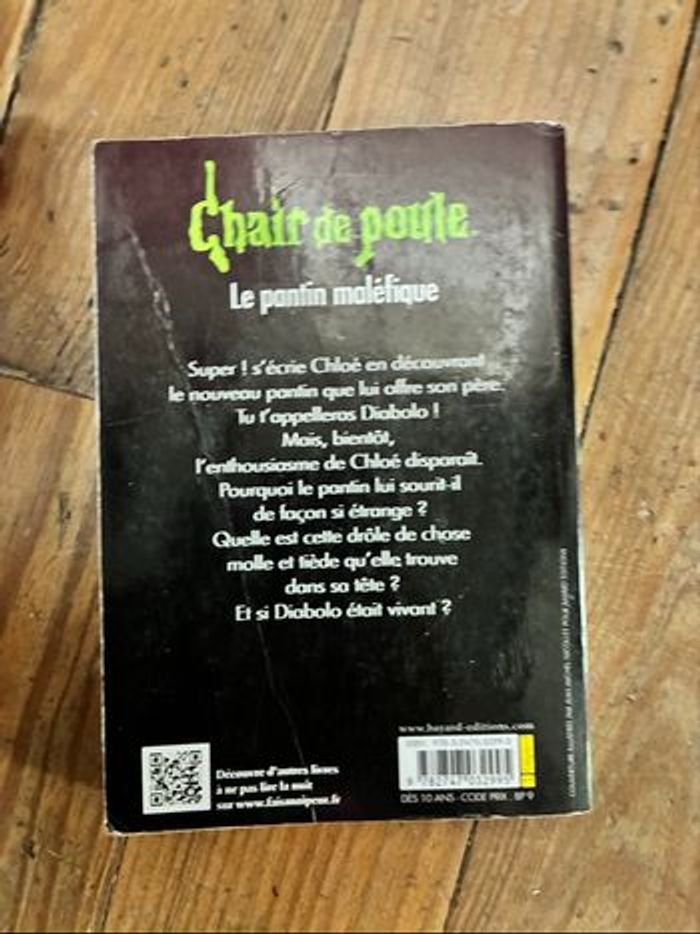 Chair de poule
Le pantin maléfique
Super ! s'écrie Chloé en découvrant
le nouveau pantin que lui offre son père.
Tu t'appelleras Diabolo !
Mais, bientôt,
l'enthousiasme de Chloé disparaît.
Pourquoi le pantin lui sourit-il
de façon si étrange ?
Quelle est cette drôle de chose
molle et tiède qu'elle trouve
dans sa tête ?
Et si Diabolo était vivant ?
www.bayard-editions.com
9 782747 032995
DÈS 10 ANS - CODE PRIX : BP 9
Découvre d'autres livres
à ne pas lire la nuit
sur www.faismoipeur.fr